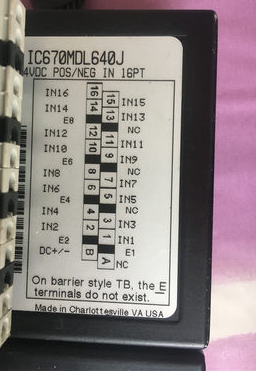 IC670MDL640J
4VDC POS/NEG IN 16PT
IN16 16 15 IN15
IN14 14 13 IN13
E8 NC
IN12 12 11 IN11
IN10 10 9 IN9
E6 NC
IN8 8 7 IN7
IN6 6 5 IN5
E4 NC
IN4 4 3 IN3
IN2 2 1 IN1
E2 E1
DC+/- B A NC
On barrier style TB, the E
terminals do not exist.
Made in Charlottesville VA USA